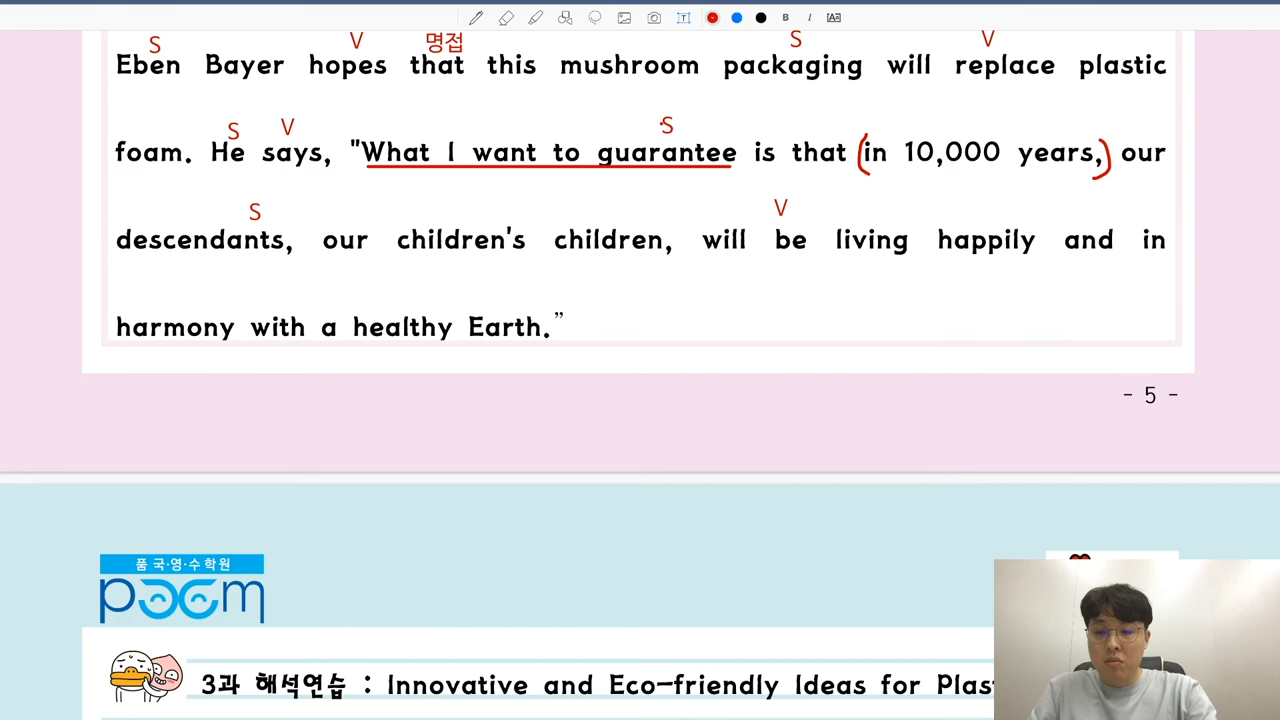 T
B I [A]
S V 명접 S V
Eben Bayer hopes that this mushroom packaging will replace plastic
S V S
foam. He says, "What I want to guarantee is that (in 10,000 years,) our
S V
descendants, our children's children, will be living happily and in
harmony with a healthy Earth.”
- 5 -
품 국·영·수 학원
poem
3과 해석연습 : Innovative and Eco-friendly Ideas for